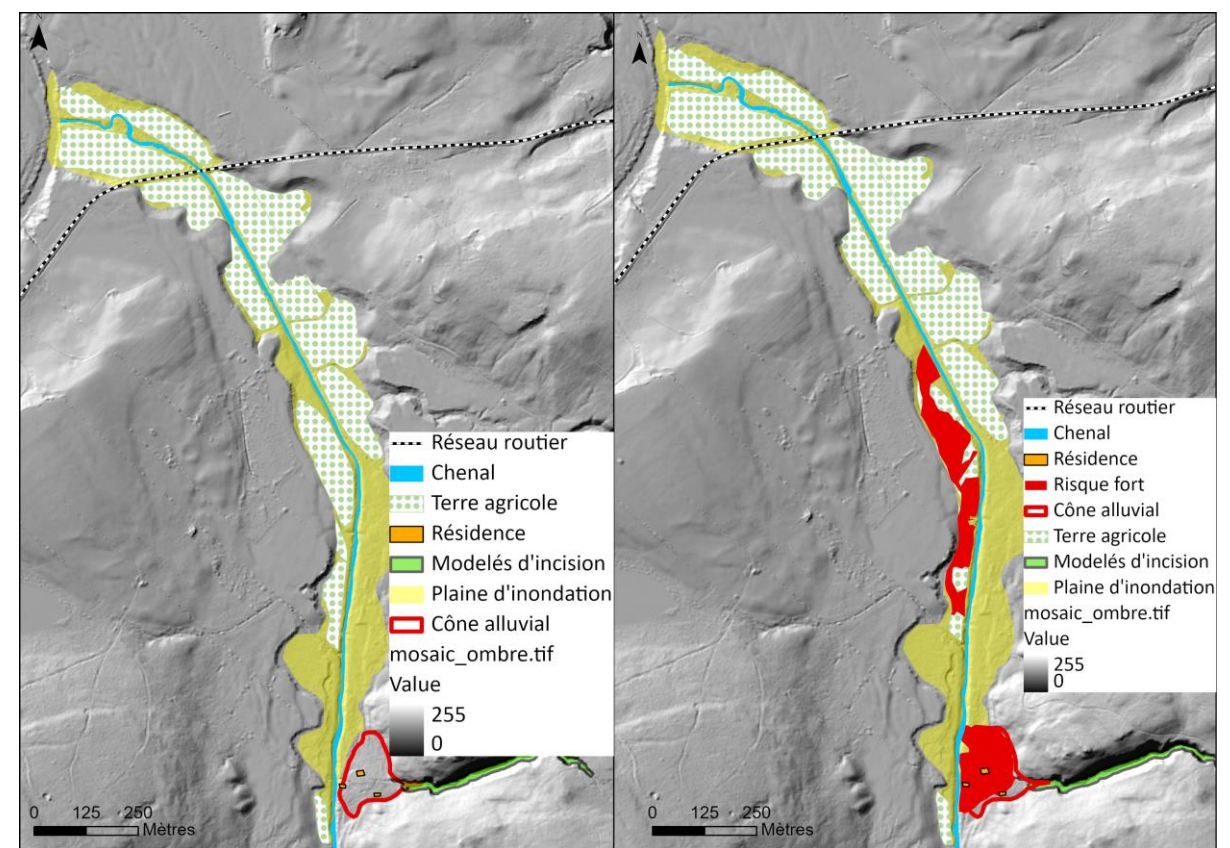 N
Réseau routier
Chenal
Terre agricole
Résidence
Modelés d'incision
Plaine d'inondation
Cône alluvial
mosaic_ombre.tif
Value
255
0
0 125 250
Mètres
N
Réseau routier
Chenal
Résidence
Risque fort
Cône alluvial
Terre agricole
Modelés d'incision
Plaine d'inondation
mosaic_ombre.tif
Value
255
0
0 125 250
Mètres